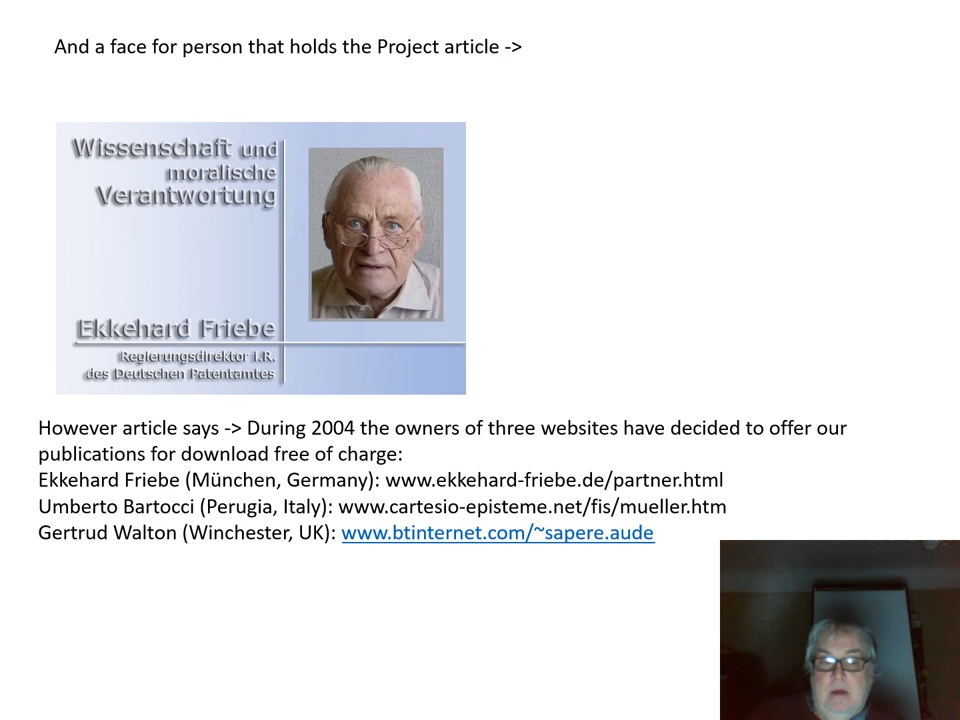 And a face for person that holds the Project article ->
Wissenschaft und
moralische
Verantwortung
Ekkehard Friebe
Regierungsdirektor i.R.
des Deutschen Patentamtes
However article says -> During 2004 the owners of three websites have decided to offer our
publications for download free of charge:
Ekkehard Friebe (München, Germany): www.ekkehard-friebe.de/partner.html
Umberto Bartocci (Perugia, Italy): www.cartesio-episteme.net/fis/mueller.htm
Gertrud Walton (Winchester, UK): www.btinternet.com/~sapere.aude